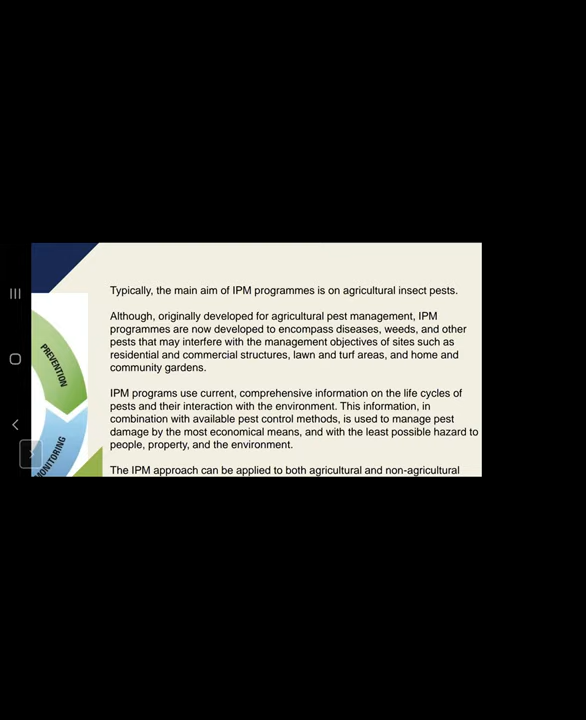 Typically, the main aim of IPM programmes is on agricultural insect pests.
Although, originally developed for agricultural pest management, IPM
programmes are now developed to encompass diseases, weeds, and other
pests that may interfere with the management objectives of sites such as
residential and commercial structures, lawn and turf areas, and home and
community gardens.
IPM programs use current, comprehensive information on the life cycles of
pests and their interaction with the environment. This information, in
combination with available pest control methods, is used to manage pest
damage by the most economical means, and with the least possible hazard to
people, property, and the environment.
The IPM approach can be applied to both agricultural and non-agricultural
PREVENTION
MONITORING